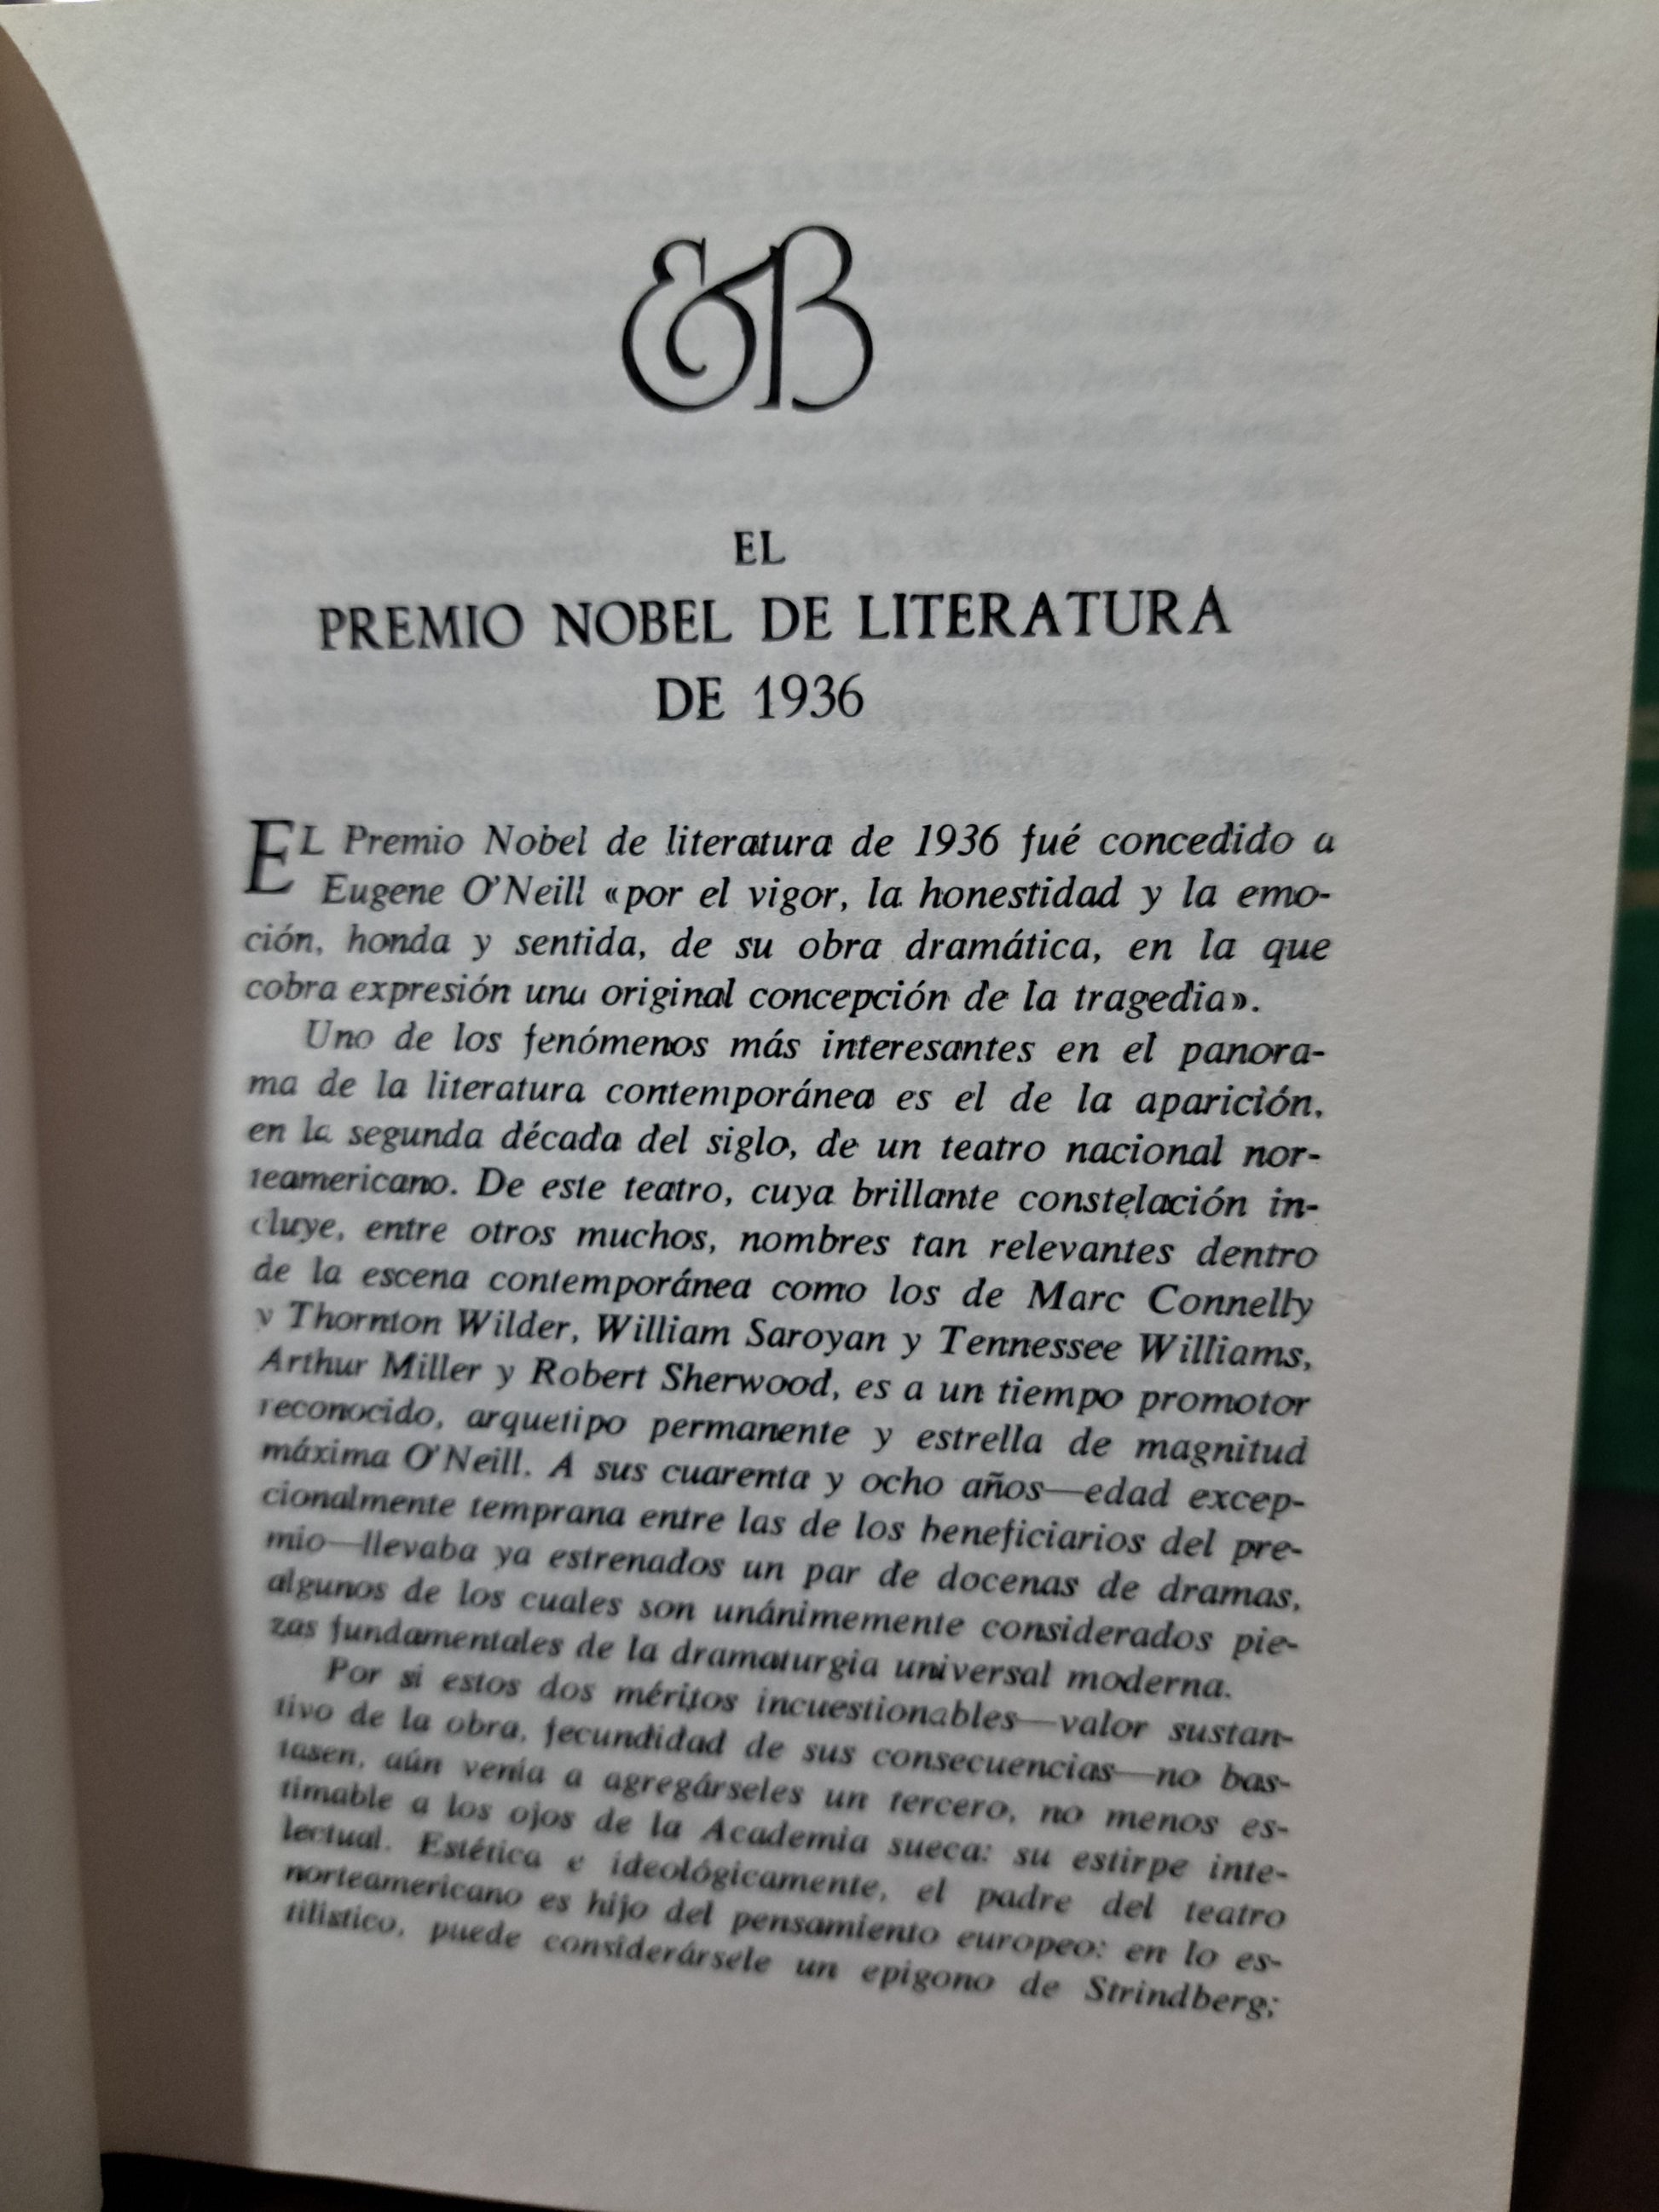 EB
EL
PREMIO NOBEL DE LITERATURA
DE 1936
EL Premio Nobel de literatura de 1936 fué concedido a
Eugene O'Neill «por el vigor, la honestidad y la emo-
ción, honda y sentida, de su obra dramática, en la que
cobra expresión una original concepción de la tragedia».
Uno de los fenómenos más interesantes en el panora-
ma de la literatura contemporánea es el de la aparición,
en la segunda década del siglo, de un teatro nacional nor-
teamericano. De este teatro, cuya brillante constelación in-
cluye, entre otros muchos, nombres tan relevantes dentro
de la escena contemporánea como los de Marc Connelly
y Thornton Wilder, William Saroyan y Tennessee Williams,
Arthur Miller y Robert Sherwood, es a un tiempo promotor
reconocido, arquetipo permanente y estrella de magnitud
máxima O'Neill. A sus cuarenta y ocho años—edad excep-
cionalmente temprana entre las de los beneficiarios del pre-
mio—llevaba ya estrenados un par de docenas de dramas,
algunos de los cuales son unánimemente considerados pie-
zas fundamentales de la dramaturgia universal moderna.
Por si estos dos méritos incuestionables—valor sustan-
tivo de la obra, fecundidad de sus consecuencias—no bas-
tasen, aún venía a agregárseles un tercero, no menos es-
timable a los ojos de la Academia sueca: su estirpe inte-
lectual. Estética e ideológicamente, el padre del teatro
norteamericano es hijo del pensamiento europeo: en lo es-
tilístico, puede considerársele un epígono de Strindberg;